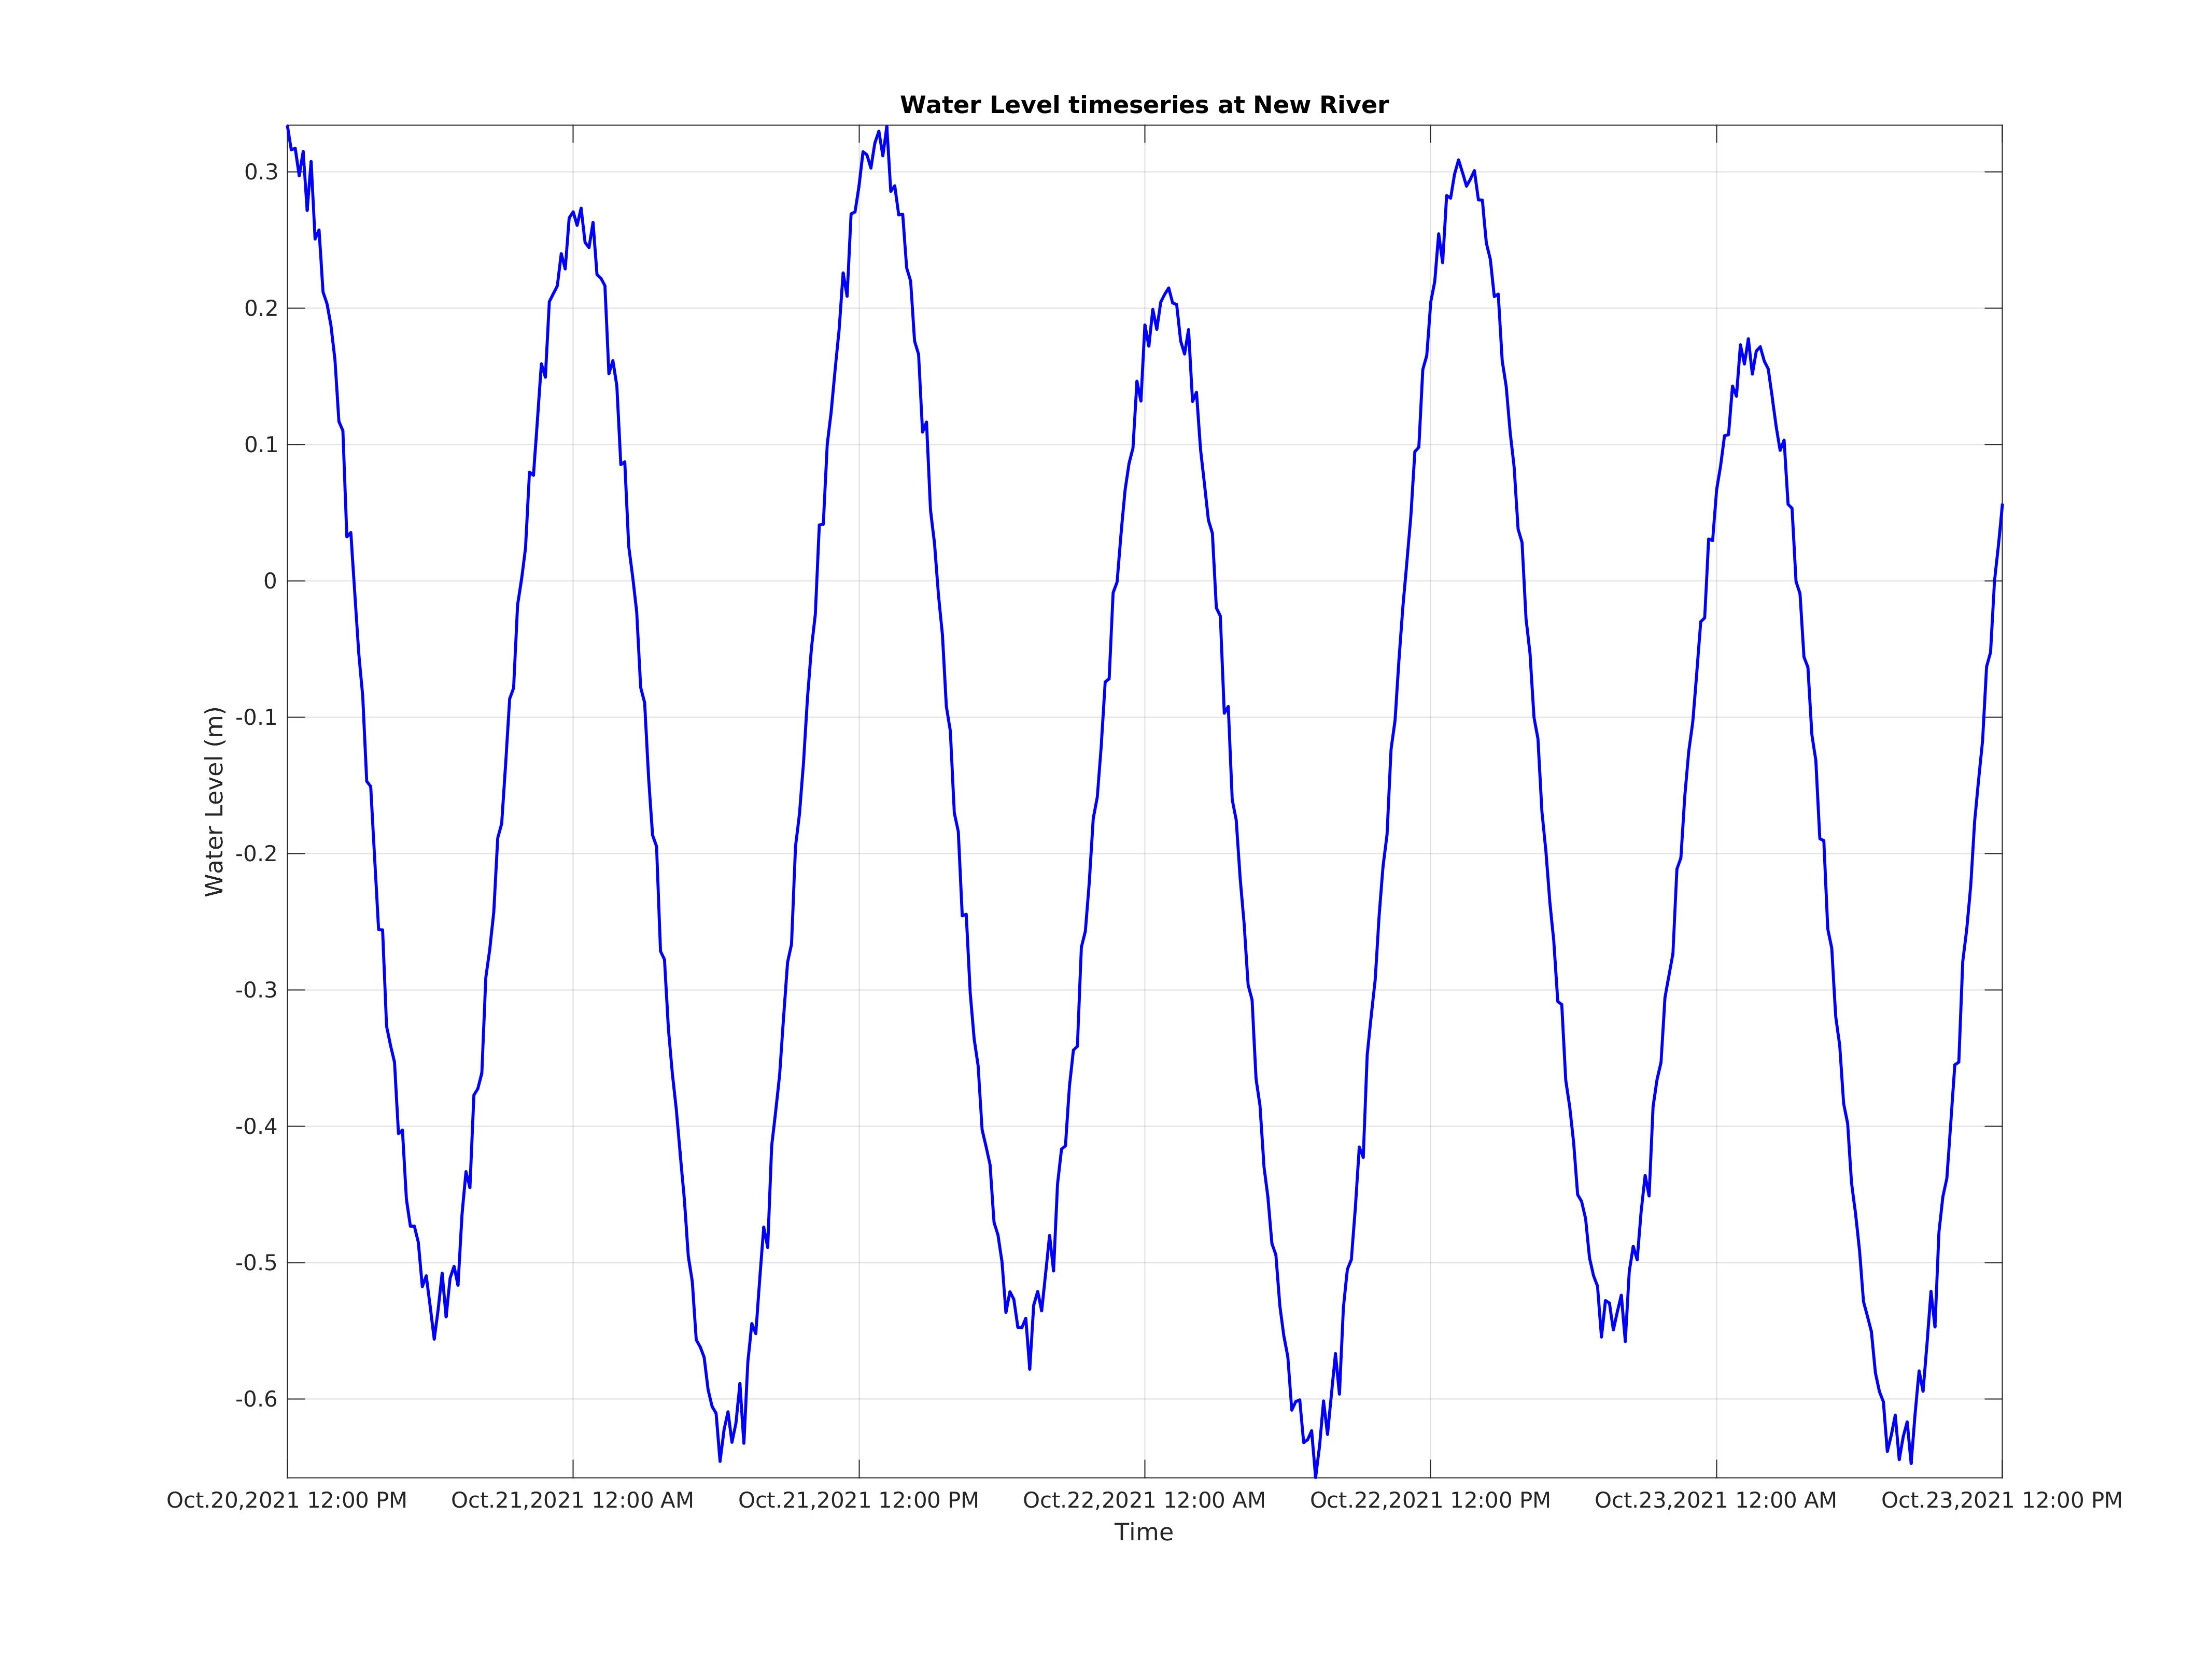 Water Level timeseries at New River
0.3
0.2
0.1
0
-0.1
-0.2
-0.3
-0.4
-0.5
-0.6
Water Level (m)
Oct.20,2021 12:00 PM Oct.21,2021 12:00 AM Oct.21,2021 12:00 PM Oct.22,2021 12:00 AM Oct.22,2021 12:00 PM Oct.23,2021 12:00 AM Oct.23,2021 12:00 PM
Time